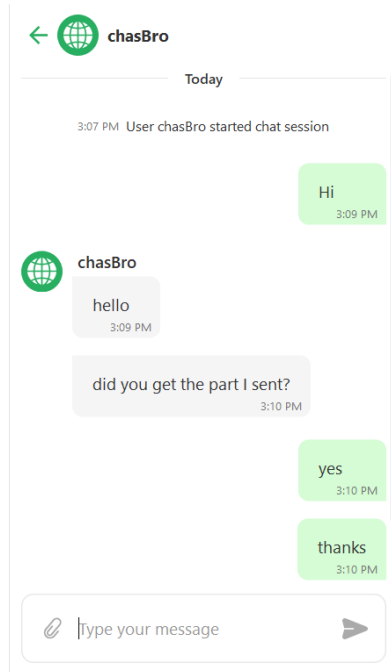 chasBro
Today
3:07 PM User chasBro started chat session
Hi
3:09 PM
chasBro
hello
3:09 PM
did you get the part I sent?
3:10 PM
yes
3:10 PM
thanks
3:10 PM
Type your message